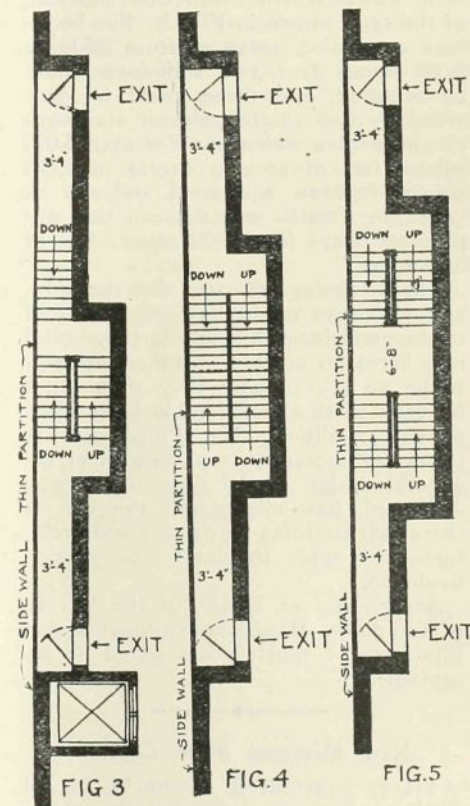 ← EXIT
3'-4"
DOWN
THIN PARTITION
DOWN UP
3'-4"
SIDE WALL
← EXIT
FIG 3
← EXIT
3'-4"
DOWN UP
THIN PARTITION
UP DOWN
3'-4"
SIDE WALL
← EXIT
FIG.4
← EXIT
3'-4"
DOWN UP
THIN PARTITION
6'-8"
DOWN UP
3'-4"
SIDE WALL
← EXIT
FIG.5